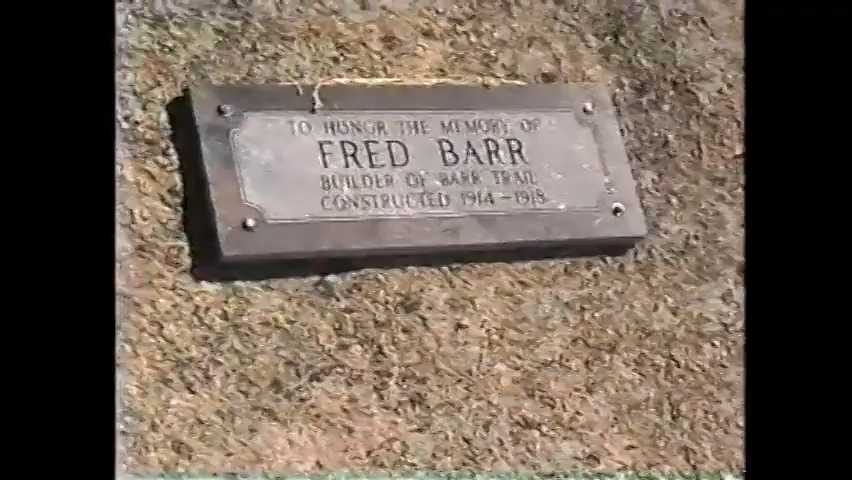 TO HONOR THE MEMORY OF
FRED BARR
BUILDER OF BARR TRAIL
CONSTRUCTED 1914-1918